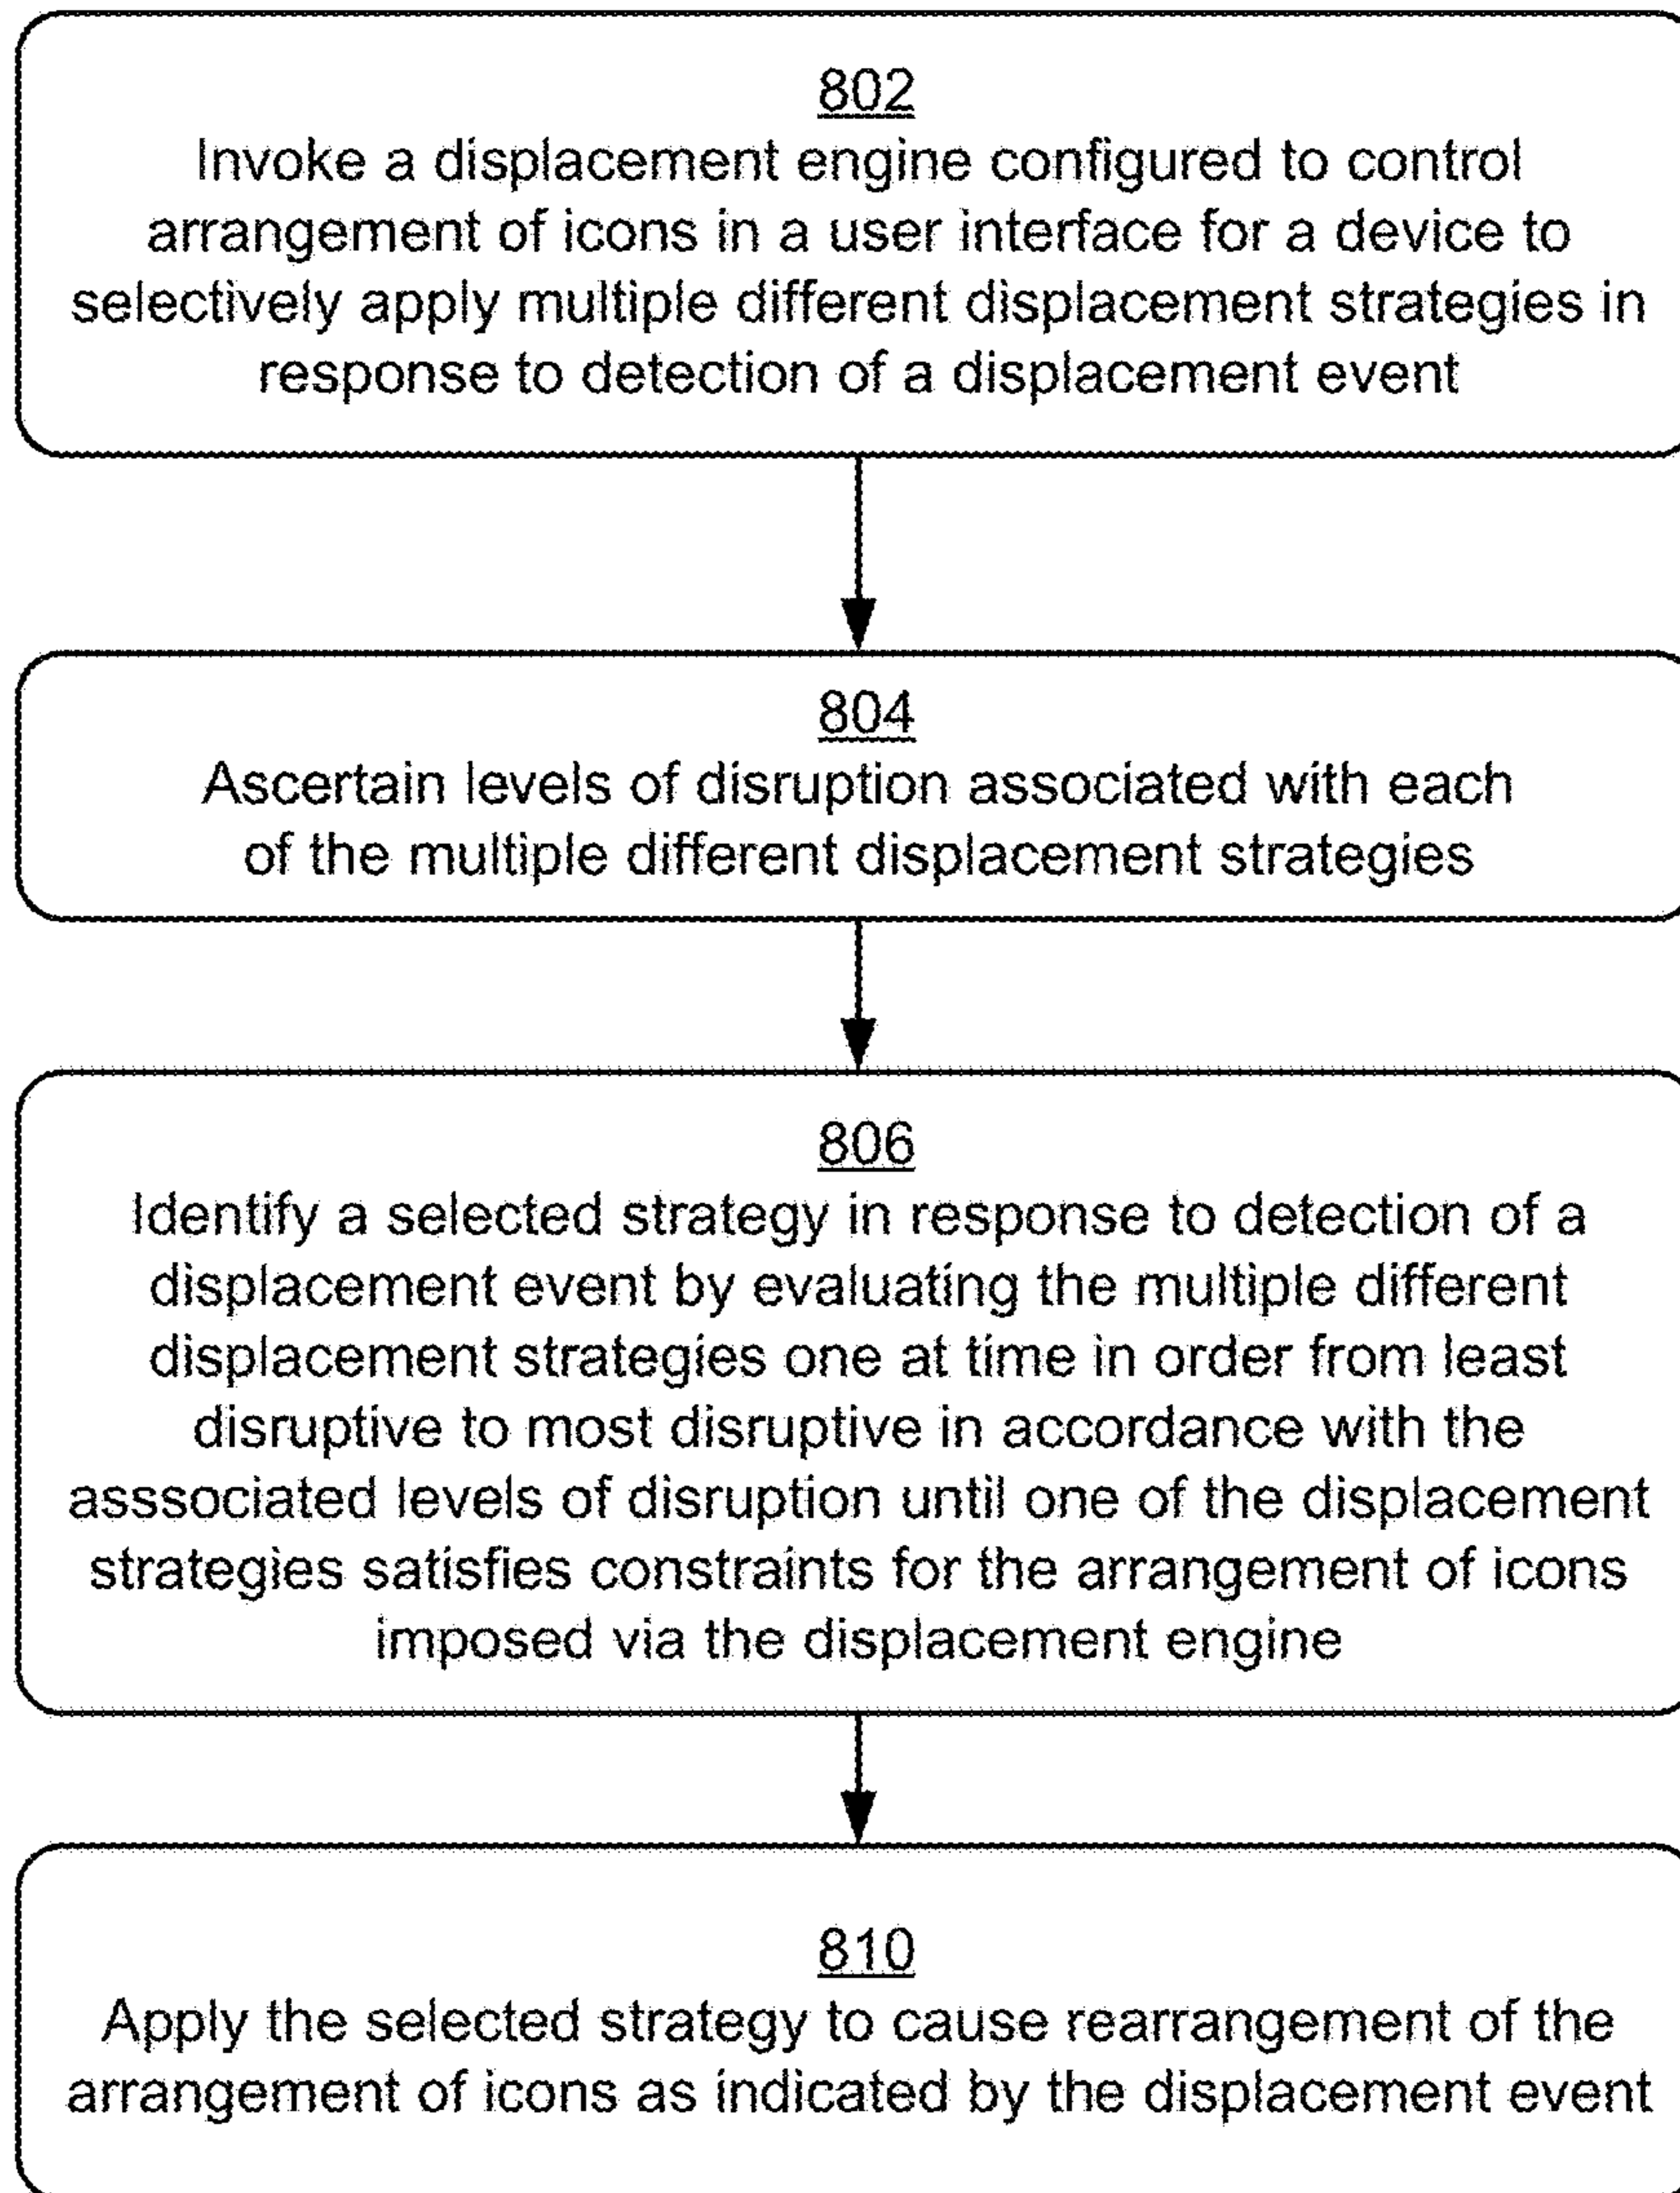 802
Invoke a displacement engine configured to control
arrangement of icons in a user interface for a device to
selectively apply multiple different displacement strategies in
response to detection of a displacement event
804
Ascertain levels of disruption associated with each
of the multiple different displacement strategies
806
Identify a selected strategy in response to detection of a
displacement event by evaluating the multiple different
displacement strategies one at time in order from least
disruptive to most disruptive in accordance with the
asssociated levels of disruption until one of the displacement
strategies satisfies constraints for the arrangement of icons
imposed via the displacement engine
810
Apply the selected strategy to cause rearrangement of the
arrangement of icons as indicated by the displacement event